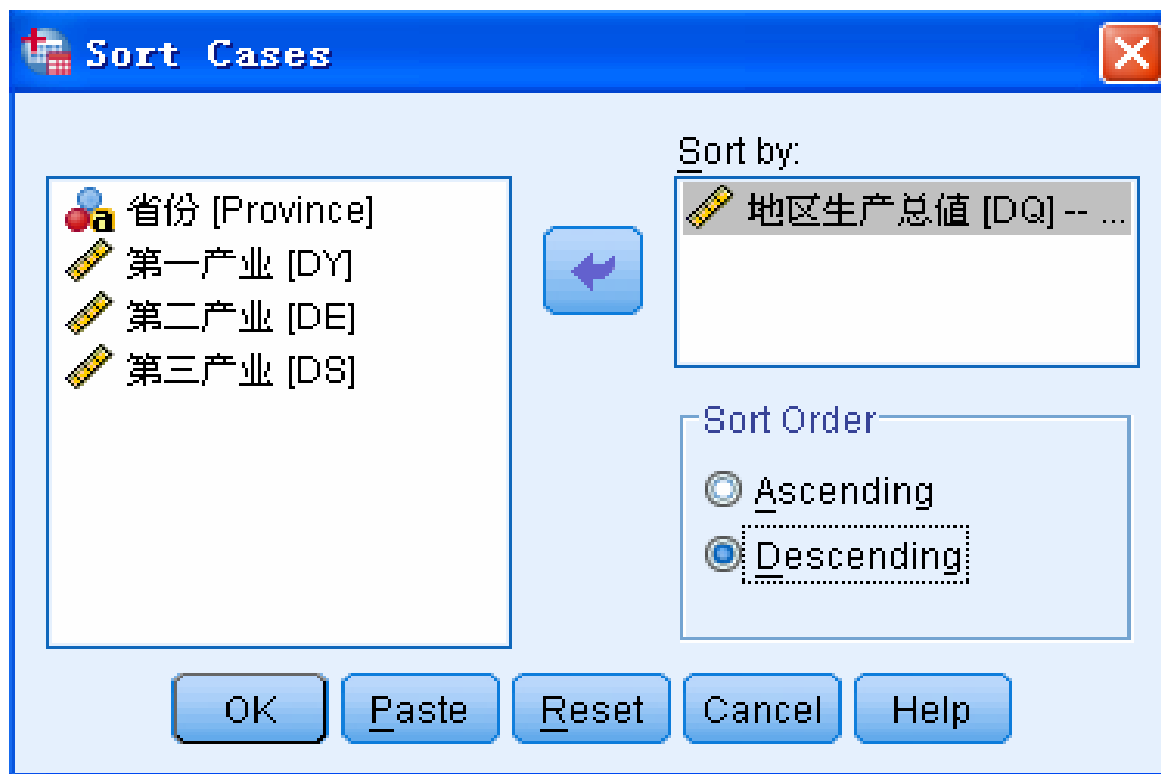 Sort Cases
Sort by:
省份 [Province]
第一产业 [DY]
第二产业 [DE]
第三产业 [DS]
地区生产总值 [DQ] -- ...
Sort Order
Ascending
Descending
OK Paste Reset Cancel Help